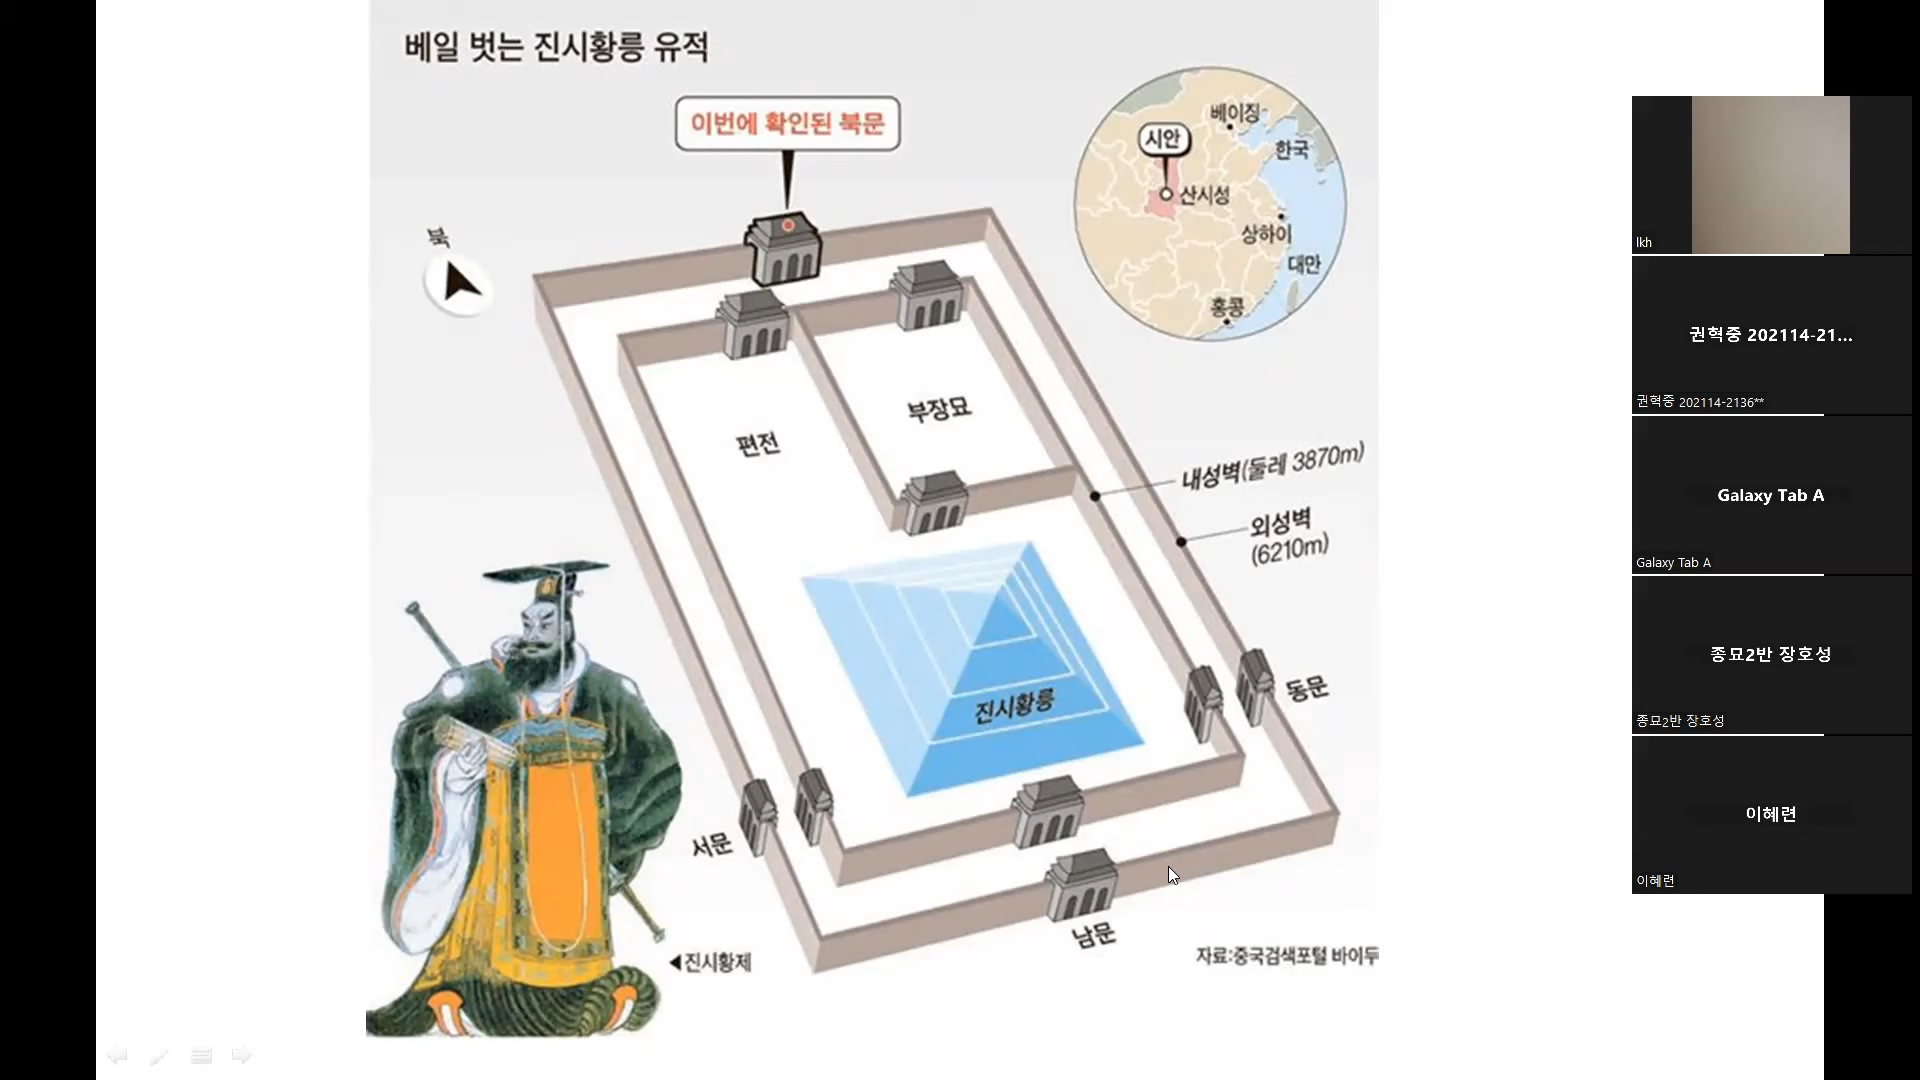 베일 벗는 진시황릉 유적
이번에 확인된 북문
베이징
시안
한국
산시성
상하이
대만
홍콩
북
부장묘
편전
내성벽(둘레 3870m)
외성벽
(6210m)
진시황릉
동문
서문
남문
◀진시황제
자료:중국검색포털 바이두
lkh
권혁중 202114-21...
권혁중 202114-2136**
Galaxy Tab A
Galaxy Tab A
종묘2반 장호성
종묘2반 장호성
이혜련
이혜련